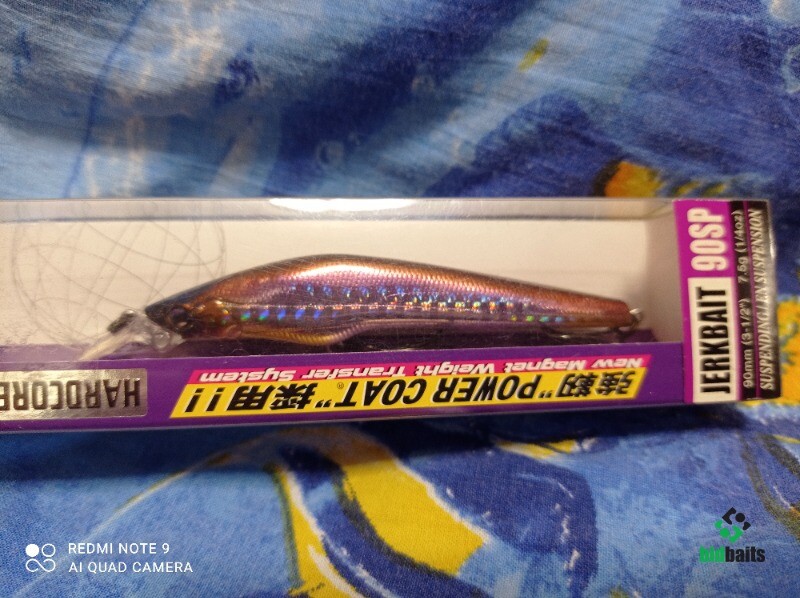 JERKBAIT 90SP
90mm (3-1/2") 7.5g (1/4oz)
SUSPENDING/EN SUSPENSION
New Magnet Weight Transfer System
強靭"POWER COAT®"採用!!
HARDCORE
REDMI NOTE 9
AI QUAD CAMERA
bidbaits